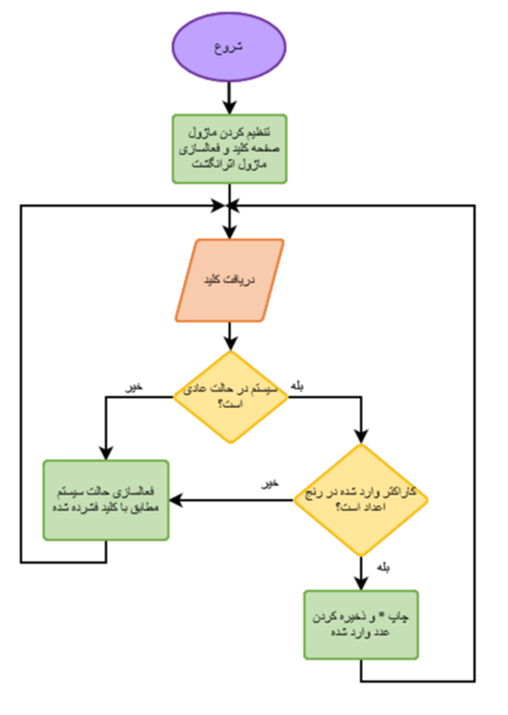 شروع
تنظیم کردن ماژول
صفحه کلید و فعالسازی
ماژول اثرانگشت
دریافت کلید
سیستم در حالت عادی
است؟
خیر
بله
کاراکتر وارد شده در رنج
اعداد است؟
خیر
فعالسازی حالت سیستم
مطابق با کلید فشرده شده
بله
چاپ * و ذخیره کردن
عدد وارد شده